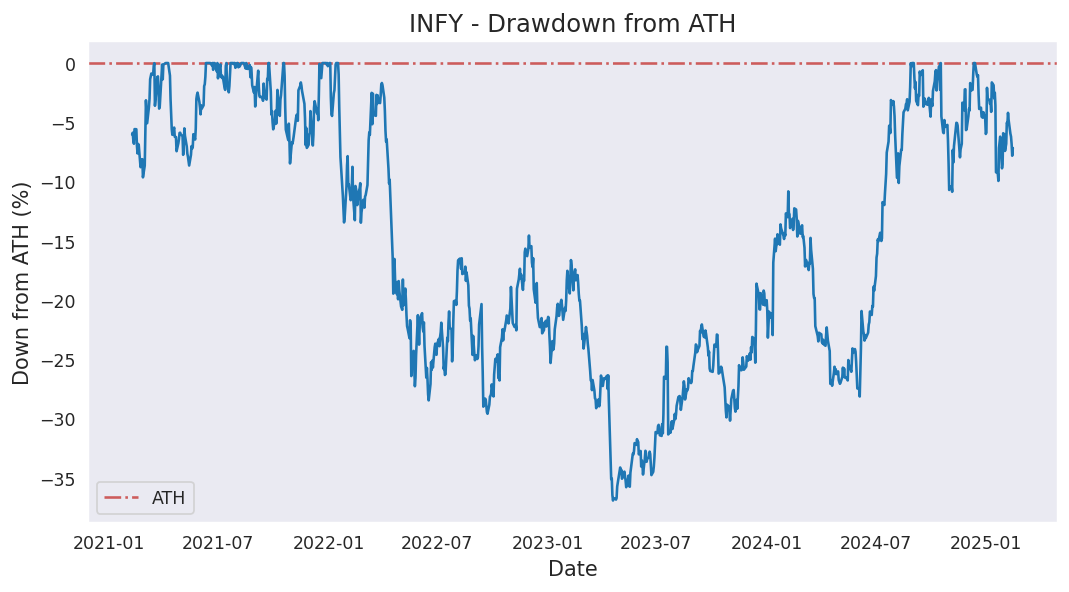 INFY - Drawdown from ATH
Down from ATH (%)
0
−5
−10
−15
−20
−25
−30
−35
ATH
2021-01 2021-07 2022-01 2022-07 2023-01 2023-07 2024-01 2024-07 2025-01
Date